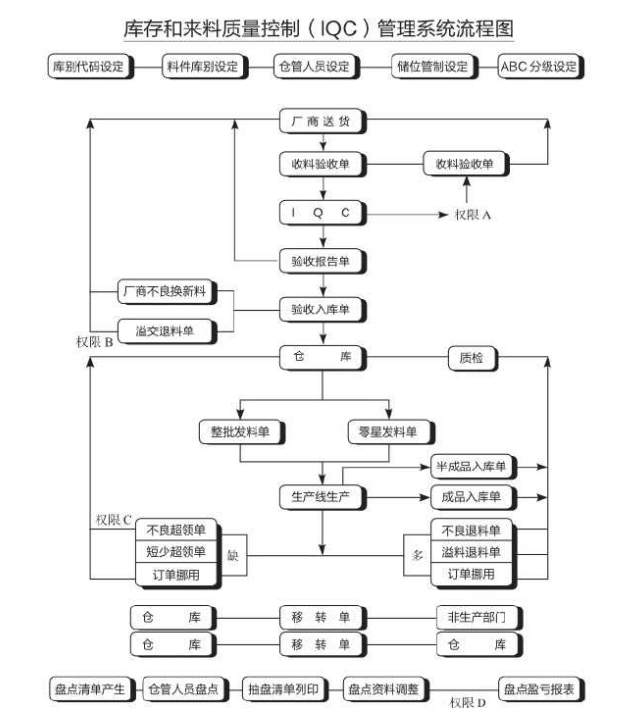 库存和来料质量控制（IQC）管理系统流程图
库别代码设定 料件库别设定 仓管人员设定 储位管制设定 ABC分级设定
厂商送货
收料验收单 收料验收单
IQC 权限A
验收报告单
厂商不良换新料
验收入库单
溢交退料单
权限B
仓库 质检
整批发料单 零星发料单
半成品入库单
生产线生产 成品入库单
权限C
不良超领单 不良退料单
短少超领单 缺 多 溢料退料单
订单挪用 订单挪用
仓库 移转单 非生产部门
仓库 移转单 仓库
盘点清单产生 仓管人员盘点 抽盘清单列印 盘点资料调整 盘点盈亏报表
权限D